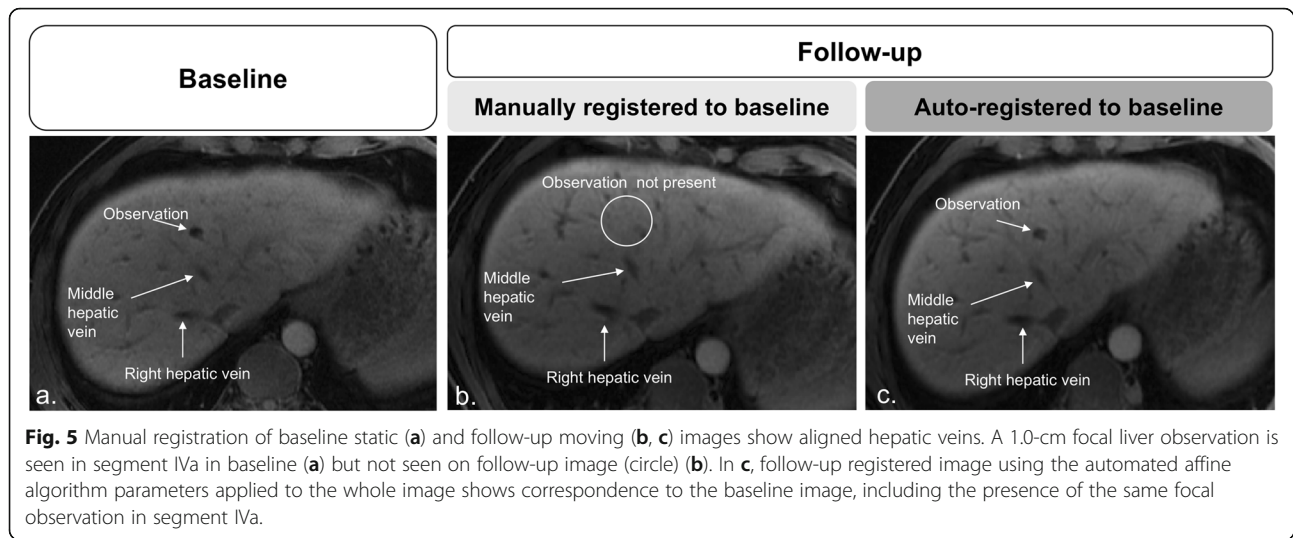 Baseline
Follow-up
Manually registered to baseline
Auto-registered to baseline
Observation
Middle
hepatic
vein
Right hepatic vein
a.
Observation not present
Middle
hepatic
vein
Right hepatic vein
b.
Observation
Middle
hepatic
vein
Right hepatic vein
c.
Fig. 5 Manual registration of baseline static (a) and follow-up moving (b, c) images show aligned hepatic veins. A 1.0-cm focal liver observation is
seen in segment IVa in baseline (a) but not seen on follow-up image (circle) (b). In c, follow-up registered image using the automated affine
algorithm parameters applied to the whole image shows correspondence to the baseline image, including the presence of the same focal
observation in segment IVa.